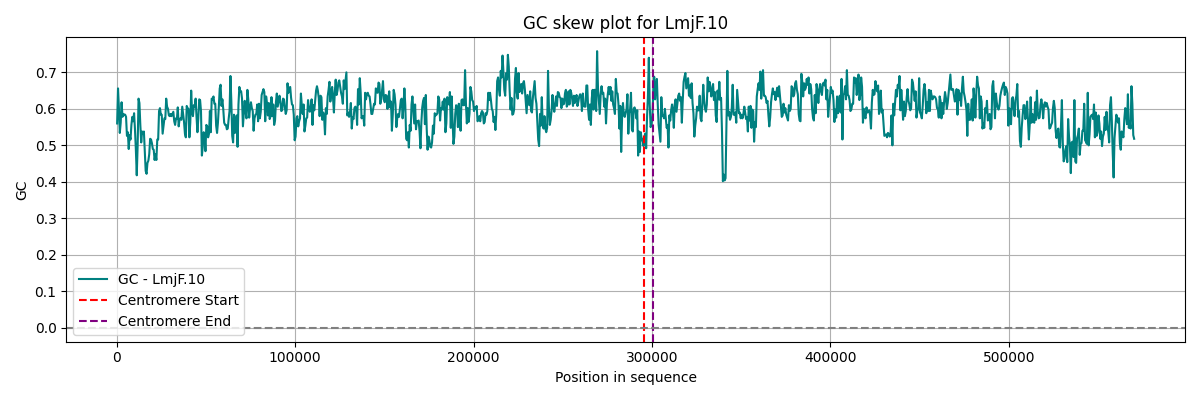 GC skew plot for LmjF.10
GC
0.7
0.6
0.5
0.4
0.3
0.2
0.1
0.0
GC - LmjF.10
Centromere Start
Centromere End
0 100000 200000 300000 400000 500000
Position in sequence